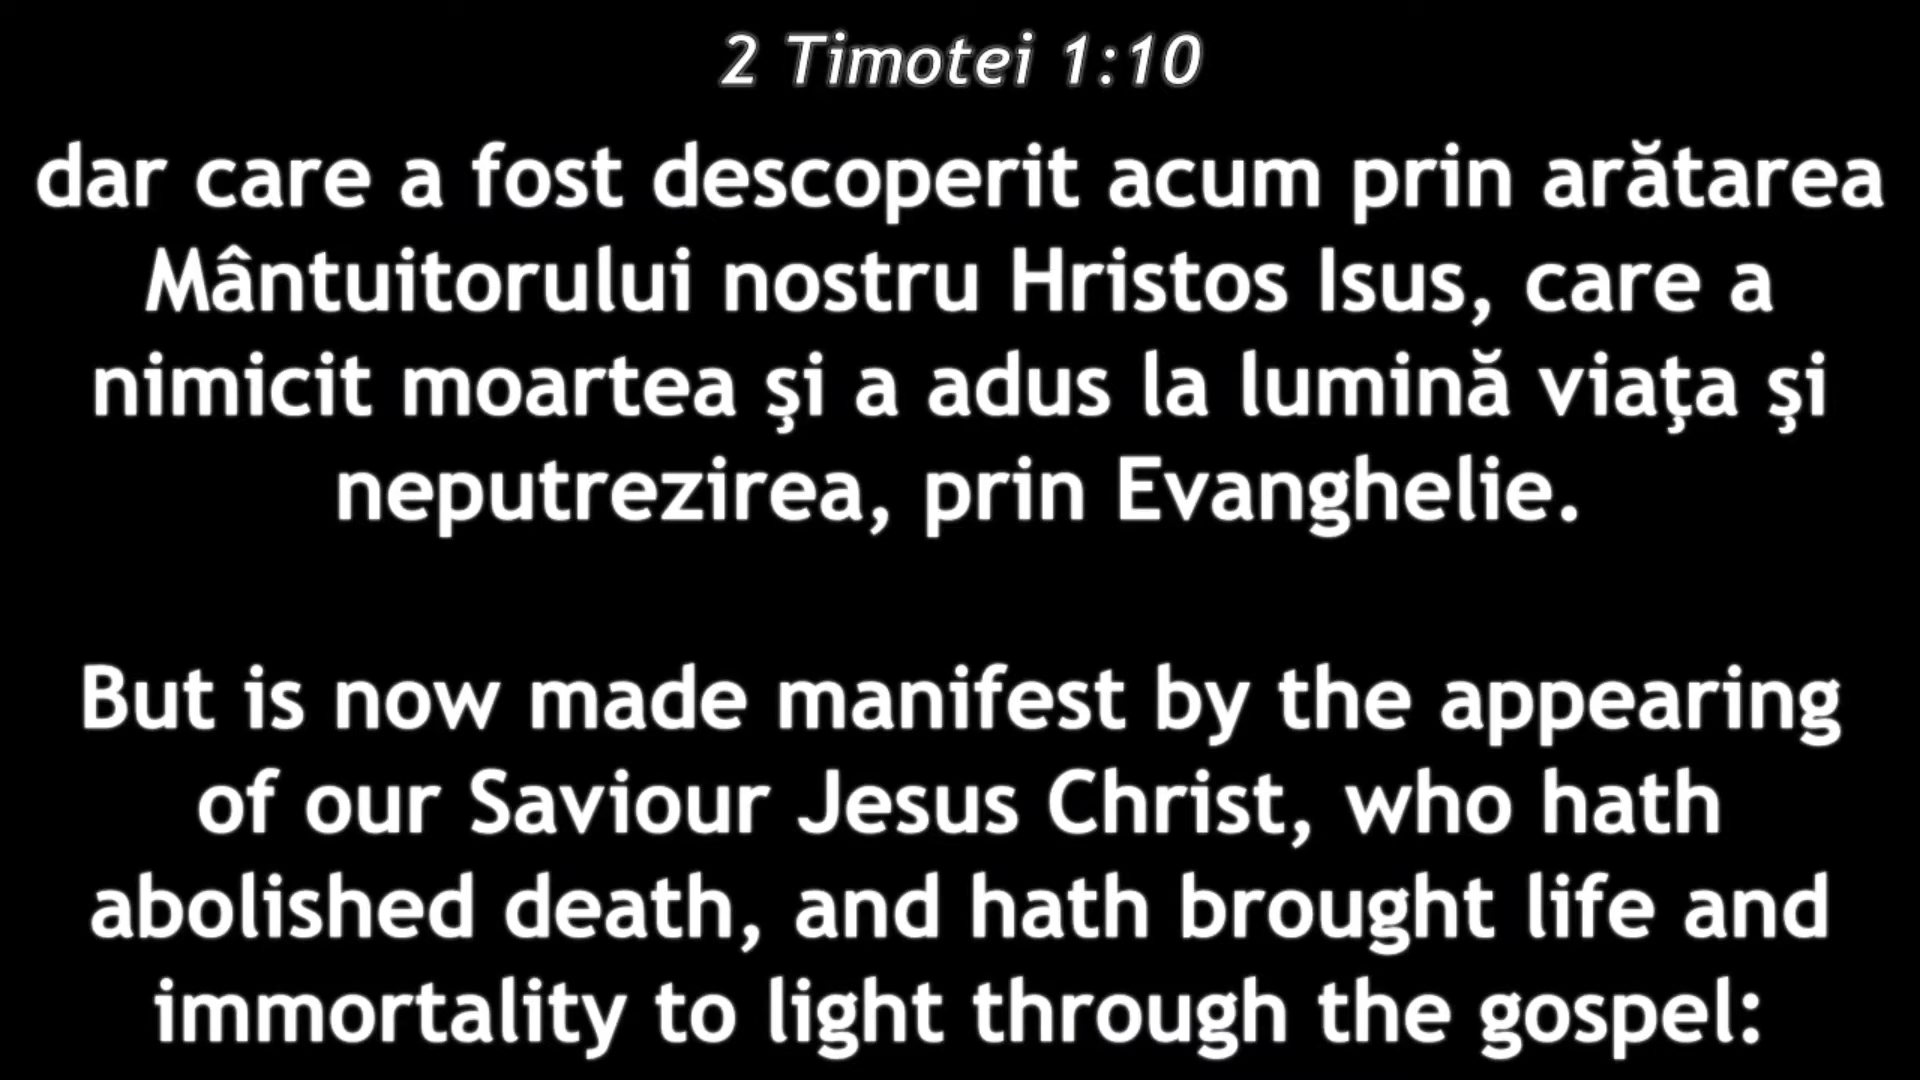 2 Timotei 1:10
dar care a fost descoperit acum prin arătarea
Mântuitorului nostru Hristos Isus, care a
nimicit moartea şi a adus la lumină viaţa şi
neputrezirea, prin Evanghelie.
But is now made manifest by the appearing
of our Saviour Jesus Christ, who hath
abolished death, and hath brought life and
immortality to light through the gospel: